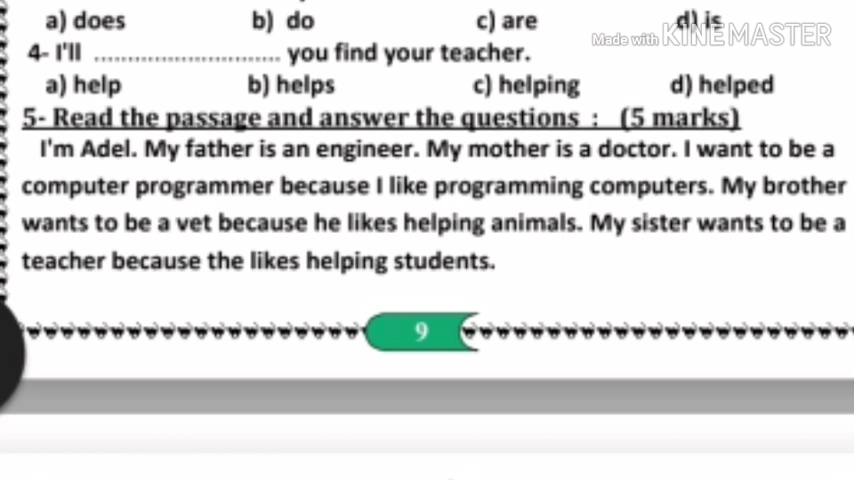 a) does b) do c) are d) is
Made with KINEMASTER
4- I'll .............................. you find your teacher.
a) help b) helps c) helping d) helped
5- Read the passage and answer the questions : (5 marks)
I'm Adel. My father is an engineer. My mother is a doctor. I want to be a
computer programmer because I like programming computers. My brother
wants to be a vet because he likes helping animals. My sister wants to be a
teacher because the likes helping students.
9